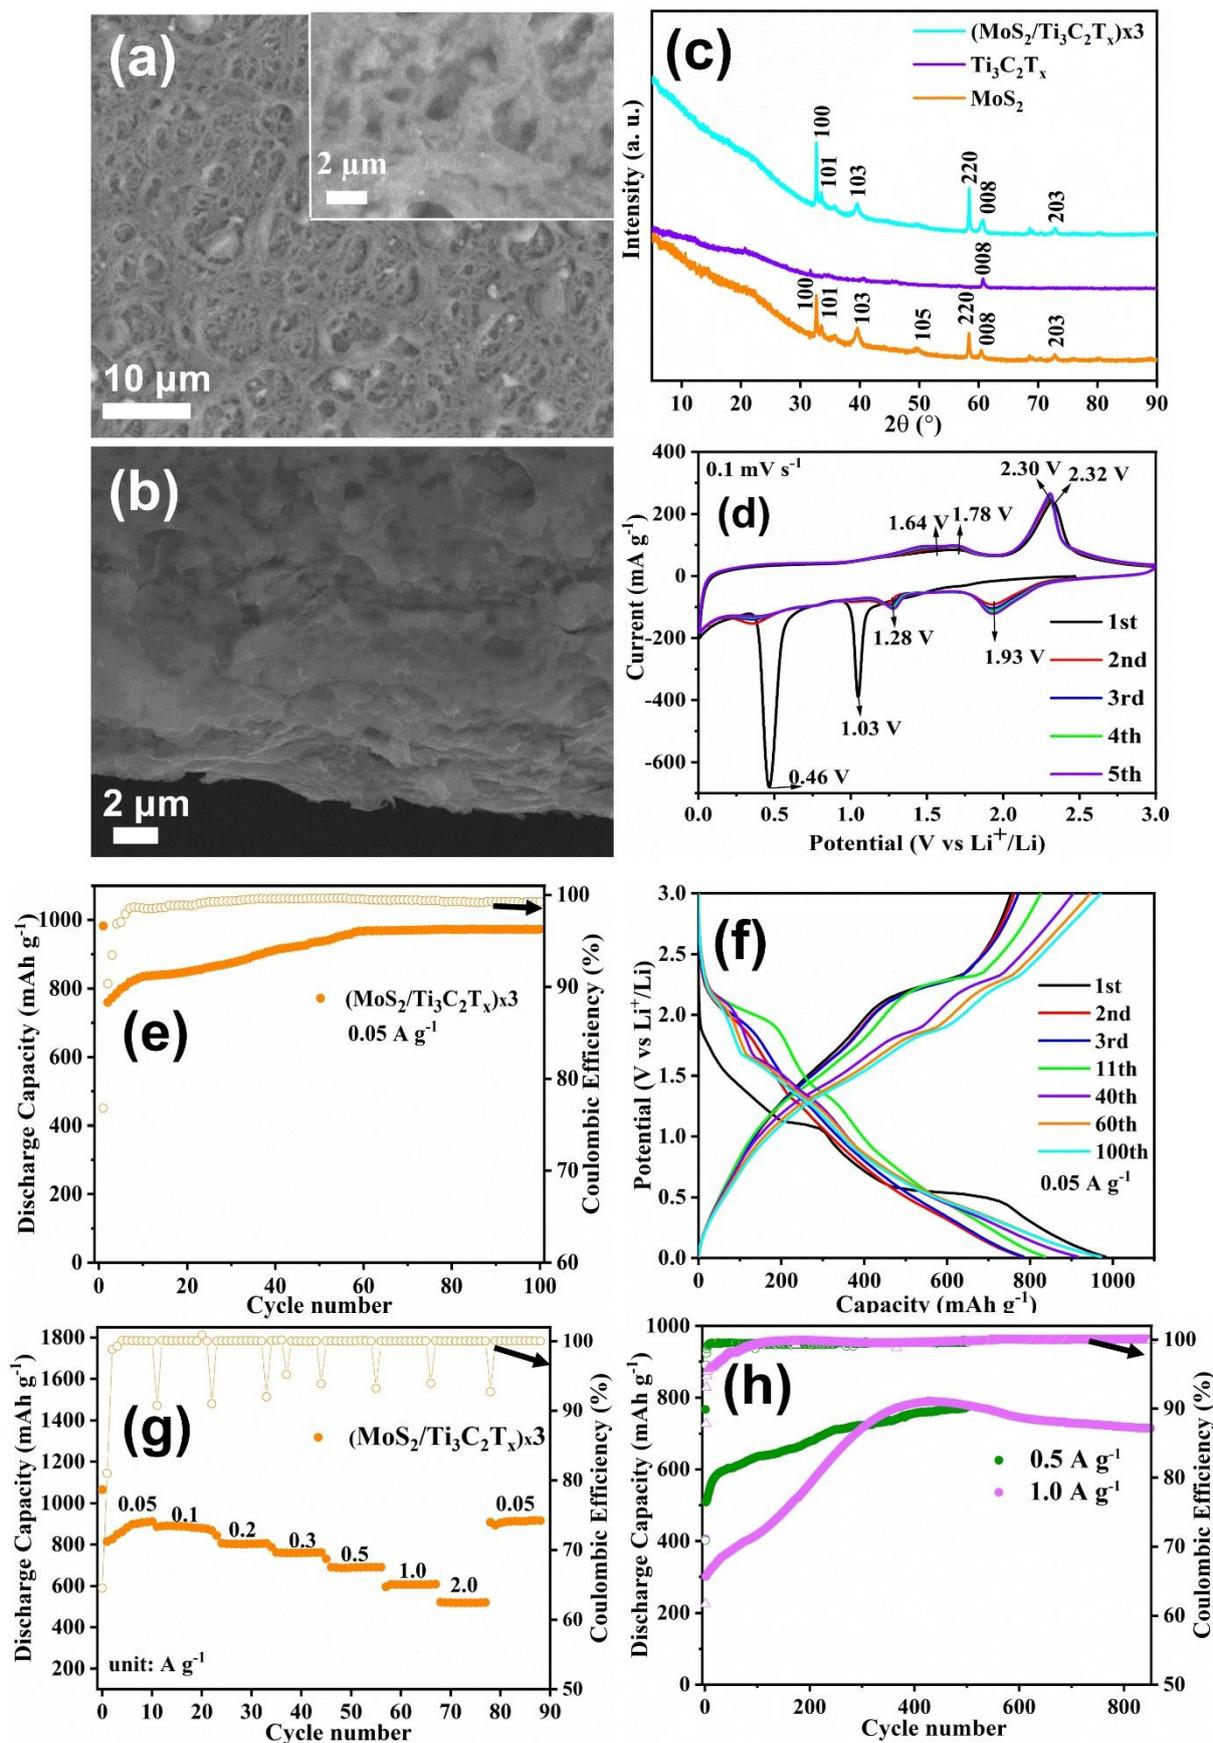 (a)
2 µm
10 µm
(b)
2 µm
(c)
(MoS₂/Ti₃C₂Tₓ)x3
Ti₃C₂Tₓ
MoS₂
100
101
103
220
008
203
008
100
101
103
105
220
008
203
Intensity (a. u.)
10 20 30 40 50 60 70 80 90
2θ (°)
(d)
0.1 mV s⁻¹
2.30 V
2.32 V
1.64 V
1.78 V
1.28 V
1.93 V
1.03 V
0.46 V
1st
2nd
3rd
4th
5th
400
200
0
-200
-400
-600
Current (mA g⁻¹)
0.0 0.5 1.0 1.5 2.0 2.5 3.0
Potential (V vs Li⁺/Li)
(e)
(MoS₂/Ti₃C₂Tₓ)x3
0.05 A g⁻¹
1000
800
600
400
200
0
Discharge Capacity (mAh g⁻¹)
100
90
80
70
60
Coulombic Efficiency (%)
0 20 40 60 80 100
Cycle number
(f)
1st
2nd
3rd
11th
40th
60th
100th
0.05 A g⁻¹
3.0
2.5
2.0
1.5
1.0
0.5
0.0
Potential (V vs Li⁺/Li)
0 200 400 600 800 1000
Capacity (mAh g⁻¹)
(g)
(MoS₂/Ti₃C₂Tₓ)x3
0.05
0.1
0.2
0.3
0.5
1.0
2.0
0.05
unit: A g⁻¹
1800
1600
1400
1200
1000
800
600
400
200
Discharge Capacity (mAh g⁻¹)
100
90
80
70
60
50
Coulombic Efficiency (%)
0 10 20 30 40 50 60 70 80 90
Cycle number
(h)
0.5 A g⁻¹
1.0 A g⁻¹
1000
900
800
700
600
500
400
300
200
0
Discharge Capacity (mAh g⁻¹)
100
90
80
70
60
50
Coulombic Efficiency (%)
0 200 400 600 800
Cycle number